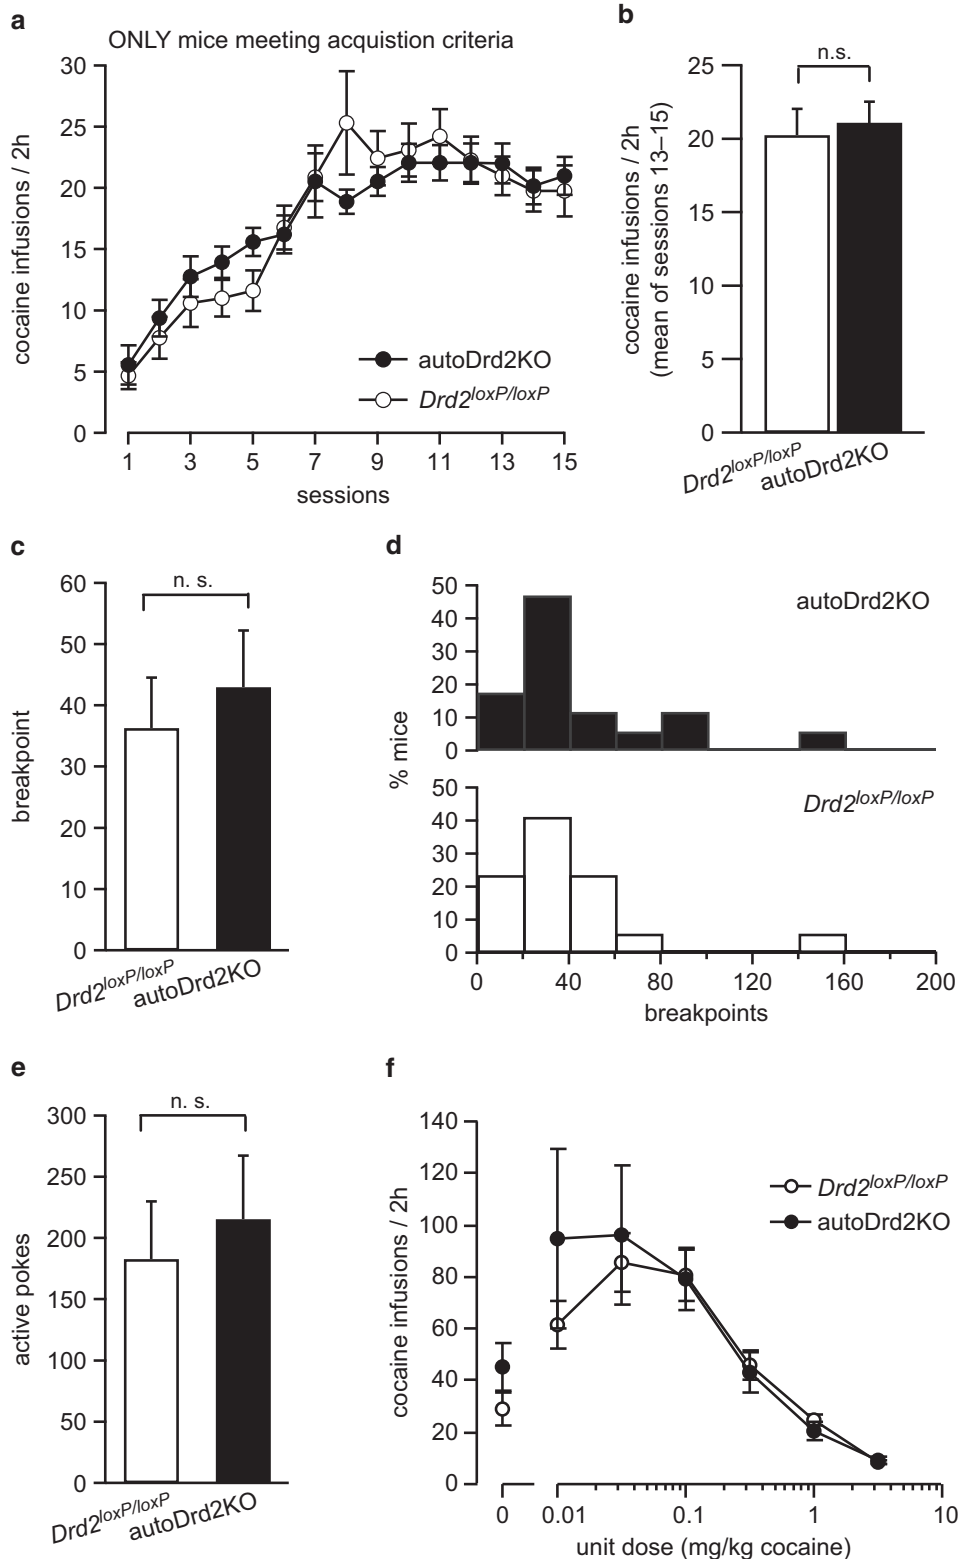 a
ONLY mice meeting acquistion criteria
cocaine infusions / 2h
30
25
20
15
10
5
0
autoDrd2KO
Drd2loxP/loxP
1 3 5 7 9 11 13 15
sessions
b
n.s.
cocaine infusions / 2h
(mean of sessions 13–15)
25
20
15
10
5
0
Drd2loxP/loxP
autoDrd2KO
c
n. s.
breakpoint
60
50
40
30
20
10
0
Drd2loxP/loxP
autoDrd2KO
d
% mice
autoDrd2KO
50
40
30
20
10
0
Drd2loxP/loxP
50
40
30
20
10
0
0 40 80 120 160 200
breakpoints
e
n. s.
active pokes
300
250
200
150
100
50
0
Drd2loxP/loxP
autoDrd2KO
f
cocaine infusions / 2h
140
120
100
80
60
40
20
0
Drd2loxP/loxP
autoDrd2KO
0 0.01 0.1 1 10
unit dose (mg/kg cocaine)